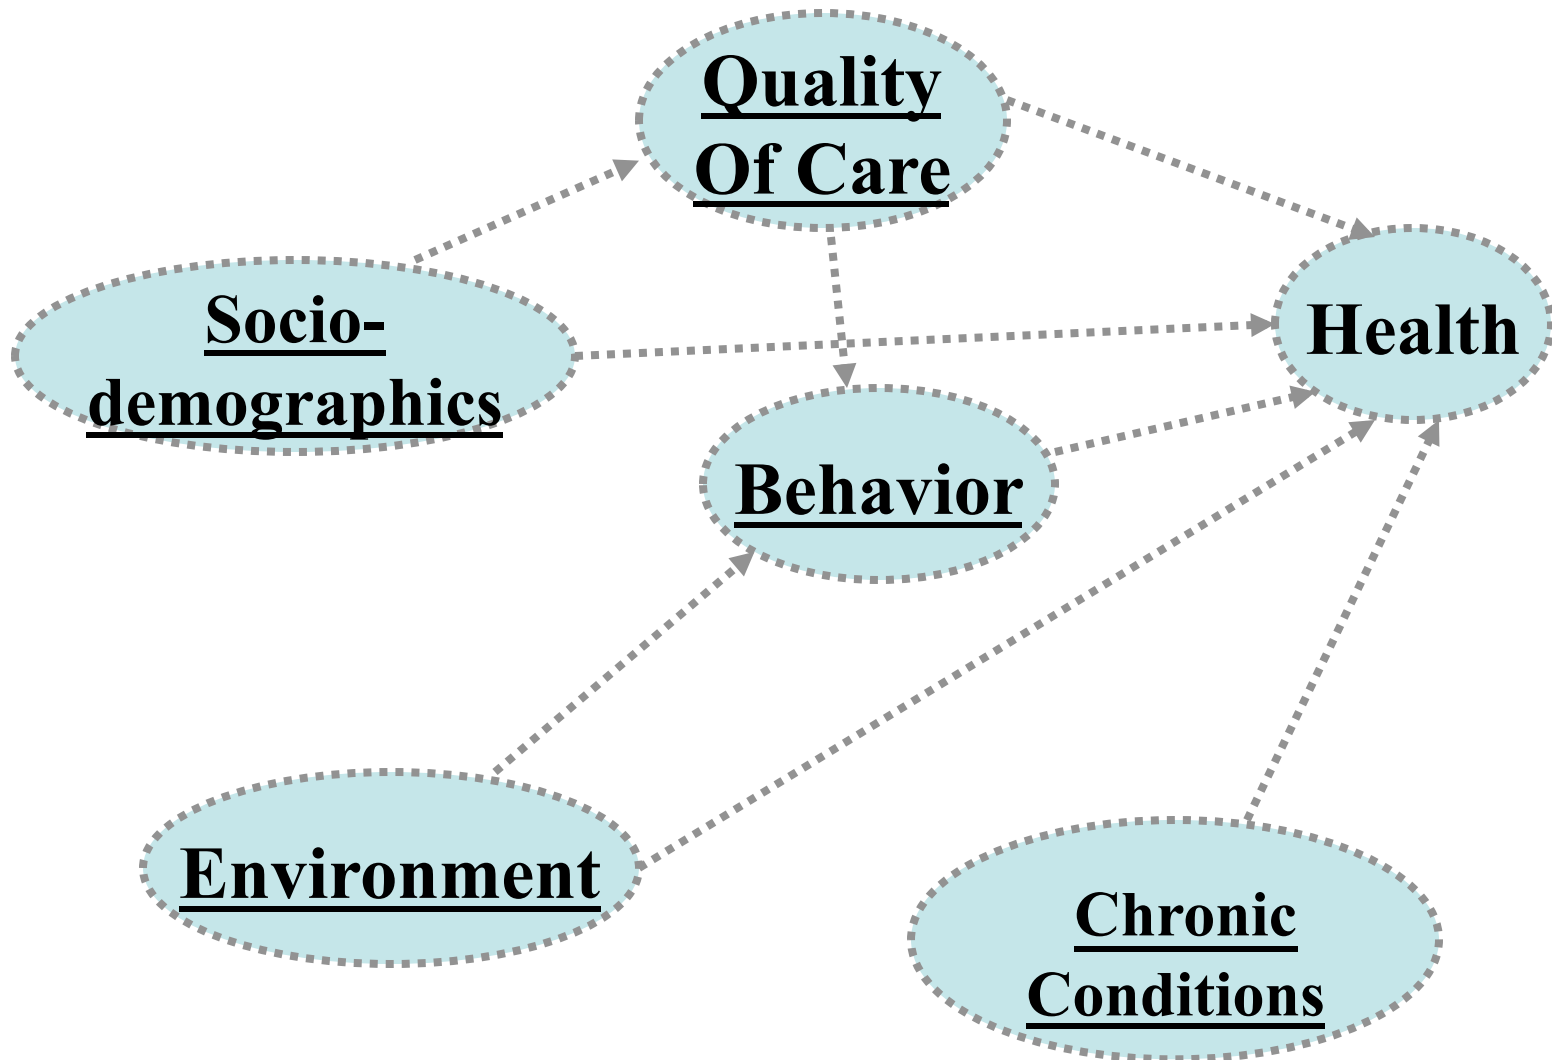 Quality
Of Care
Socio-
demographics
Health
Behavior
Environment
Chronic
Conditions